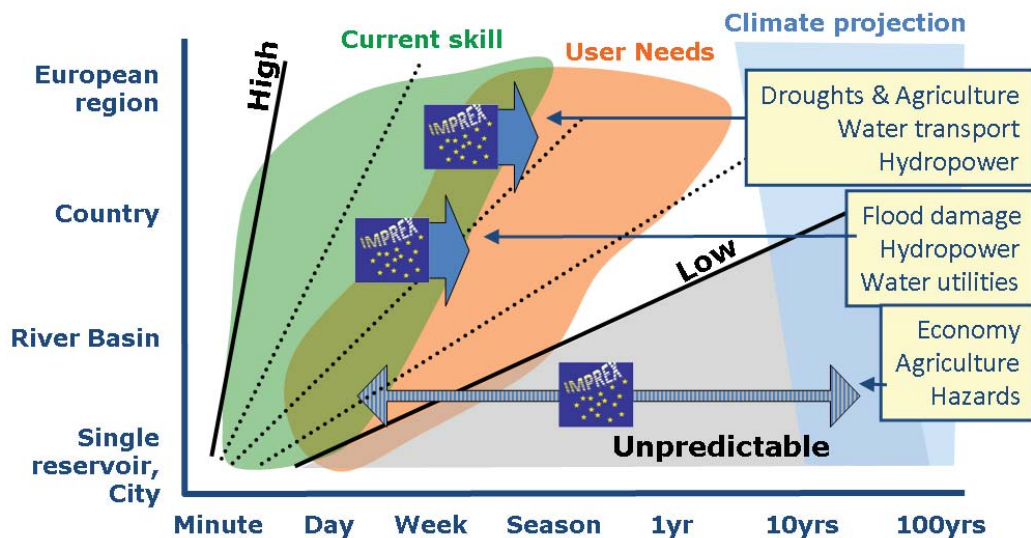 Climate projection
Current skill
User Needs
European
region
High
IMPREX
Droughts & Agriculture
Water transport
Hydropower
Country
IMPREX
Flood damage
Hydropower
Water utilities
Low
River Basin
IMPREX
Economy
Agriculture
Hazards
Single
reservoir,
City
Unpredictable
Minute Day Week Season 1yr 10yrs 100yrs